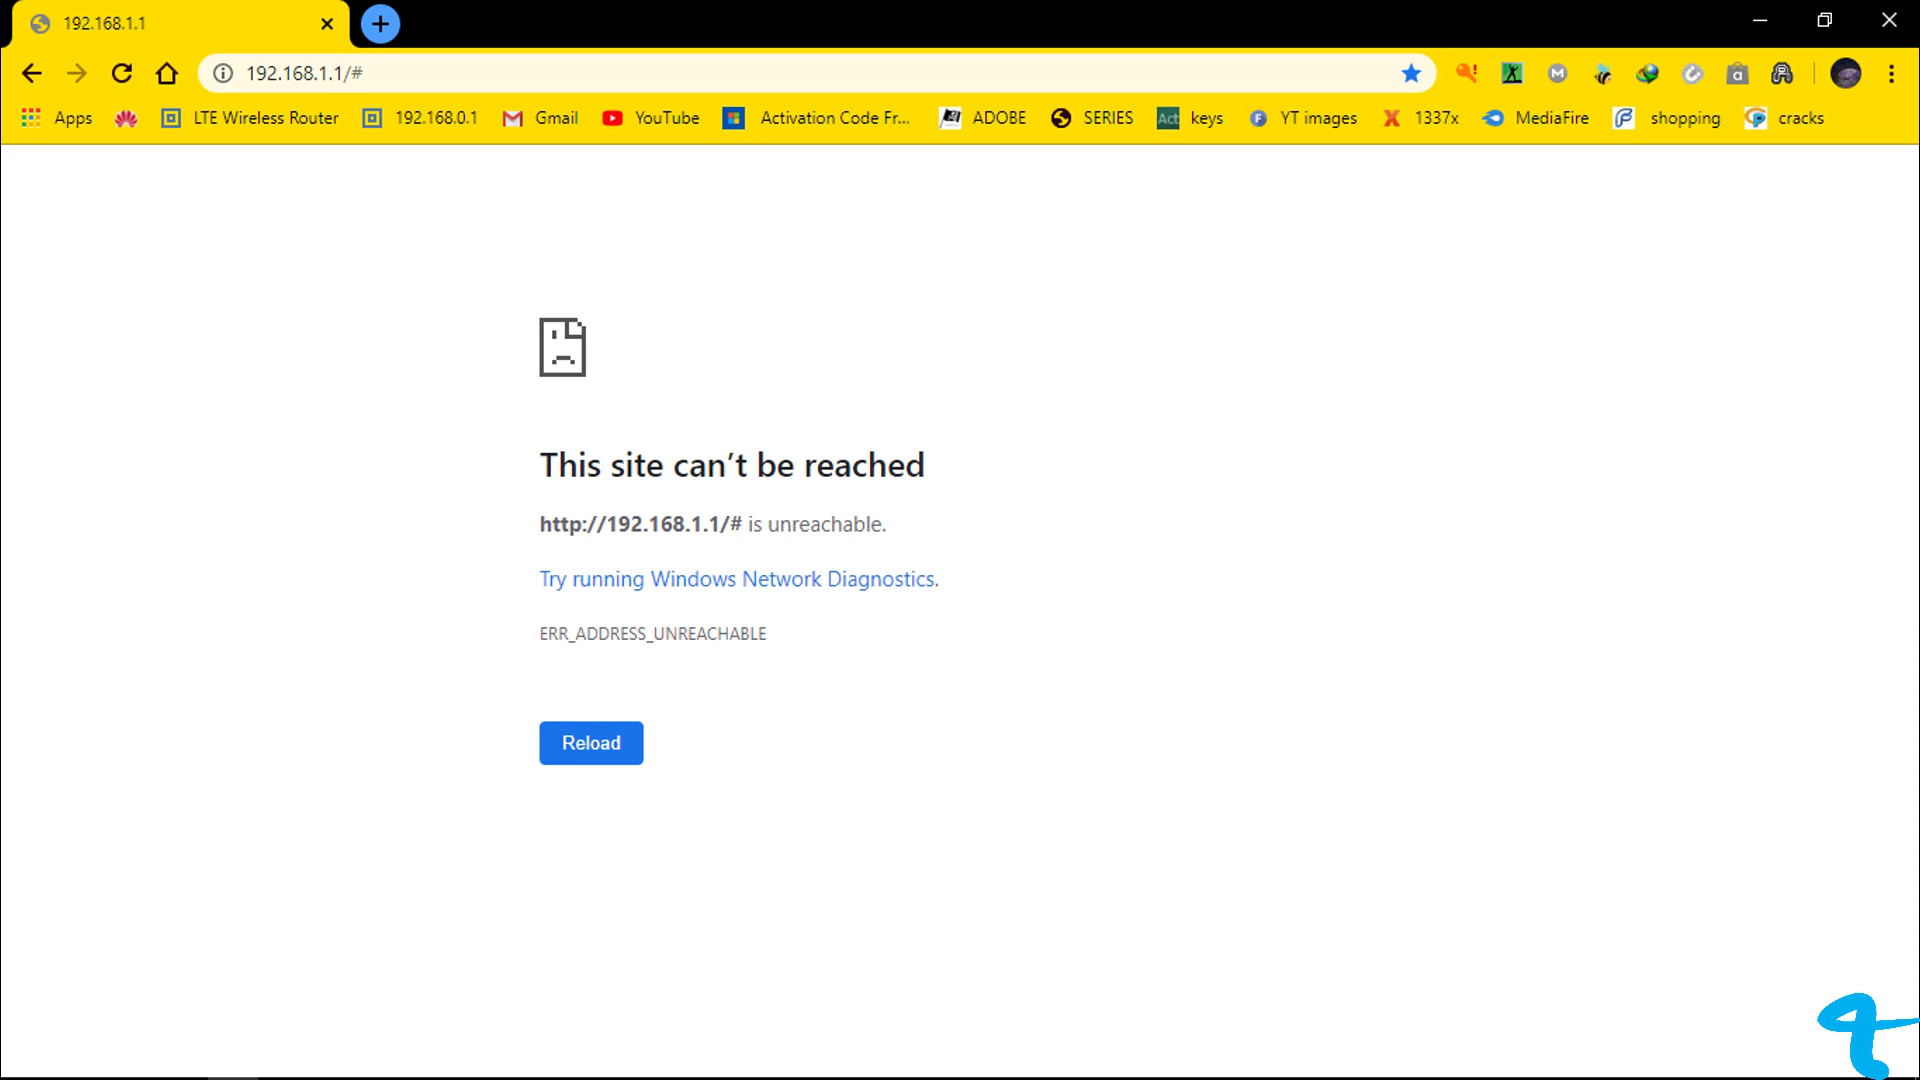 192.168.1.1
192.168.1.1/#
Apps LTE Wireless Router 192.168.0.1 Gmail YouTube Activation Code Fr... ADOBE SERIES Act keys YT images 1337x MediaFire shopping cracks
This site can’t be reached
http://192.168.1.1/# is unreachable.
Try running Windows Network Diagnostics.
ERR_ADDRESS_UNREACHABLE
Reload